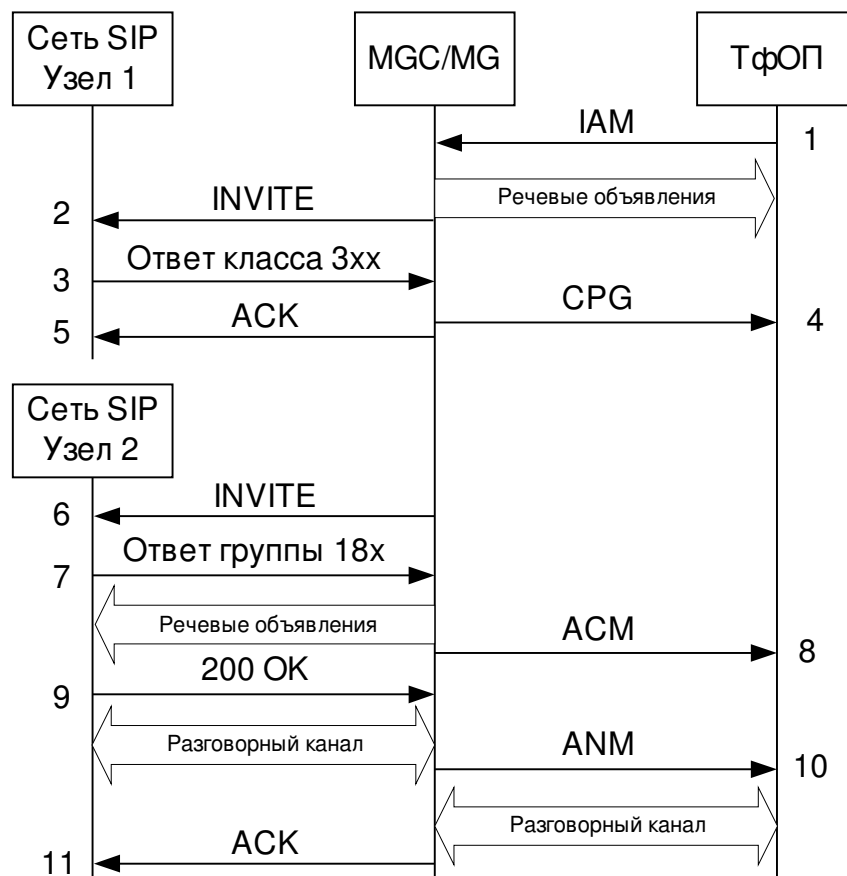 Сеть SIP
Узел 1
MGC/MG
ТфОП
IAM
1
Речевые объявления
INVITE
2
Ответ класса 3xx
3
CPG
4
ACK
5
Сеть SIP
Узел 2
INVITE
6
Ответ группы 18x
7
Речевые объявления
ACM
8
200 OK
9
Разговорный канал
ANM
10
Разговорный канал
ACK
11